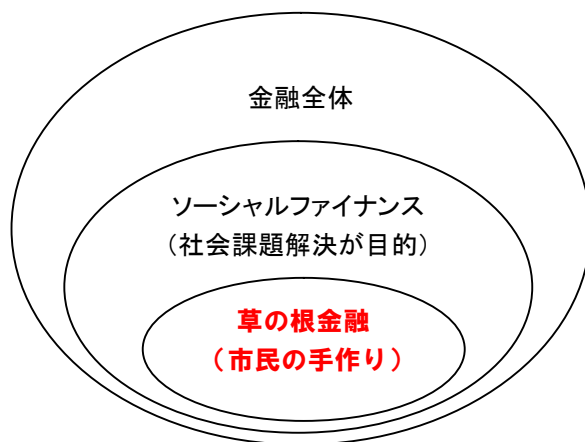 金融全体
ソーシャルファイナンス
（社会課題解決が目的）
草の根金融
（市民の手作り）